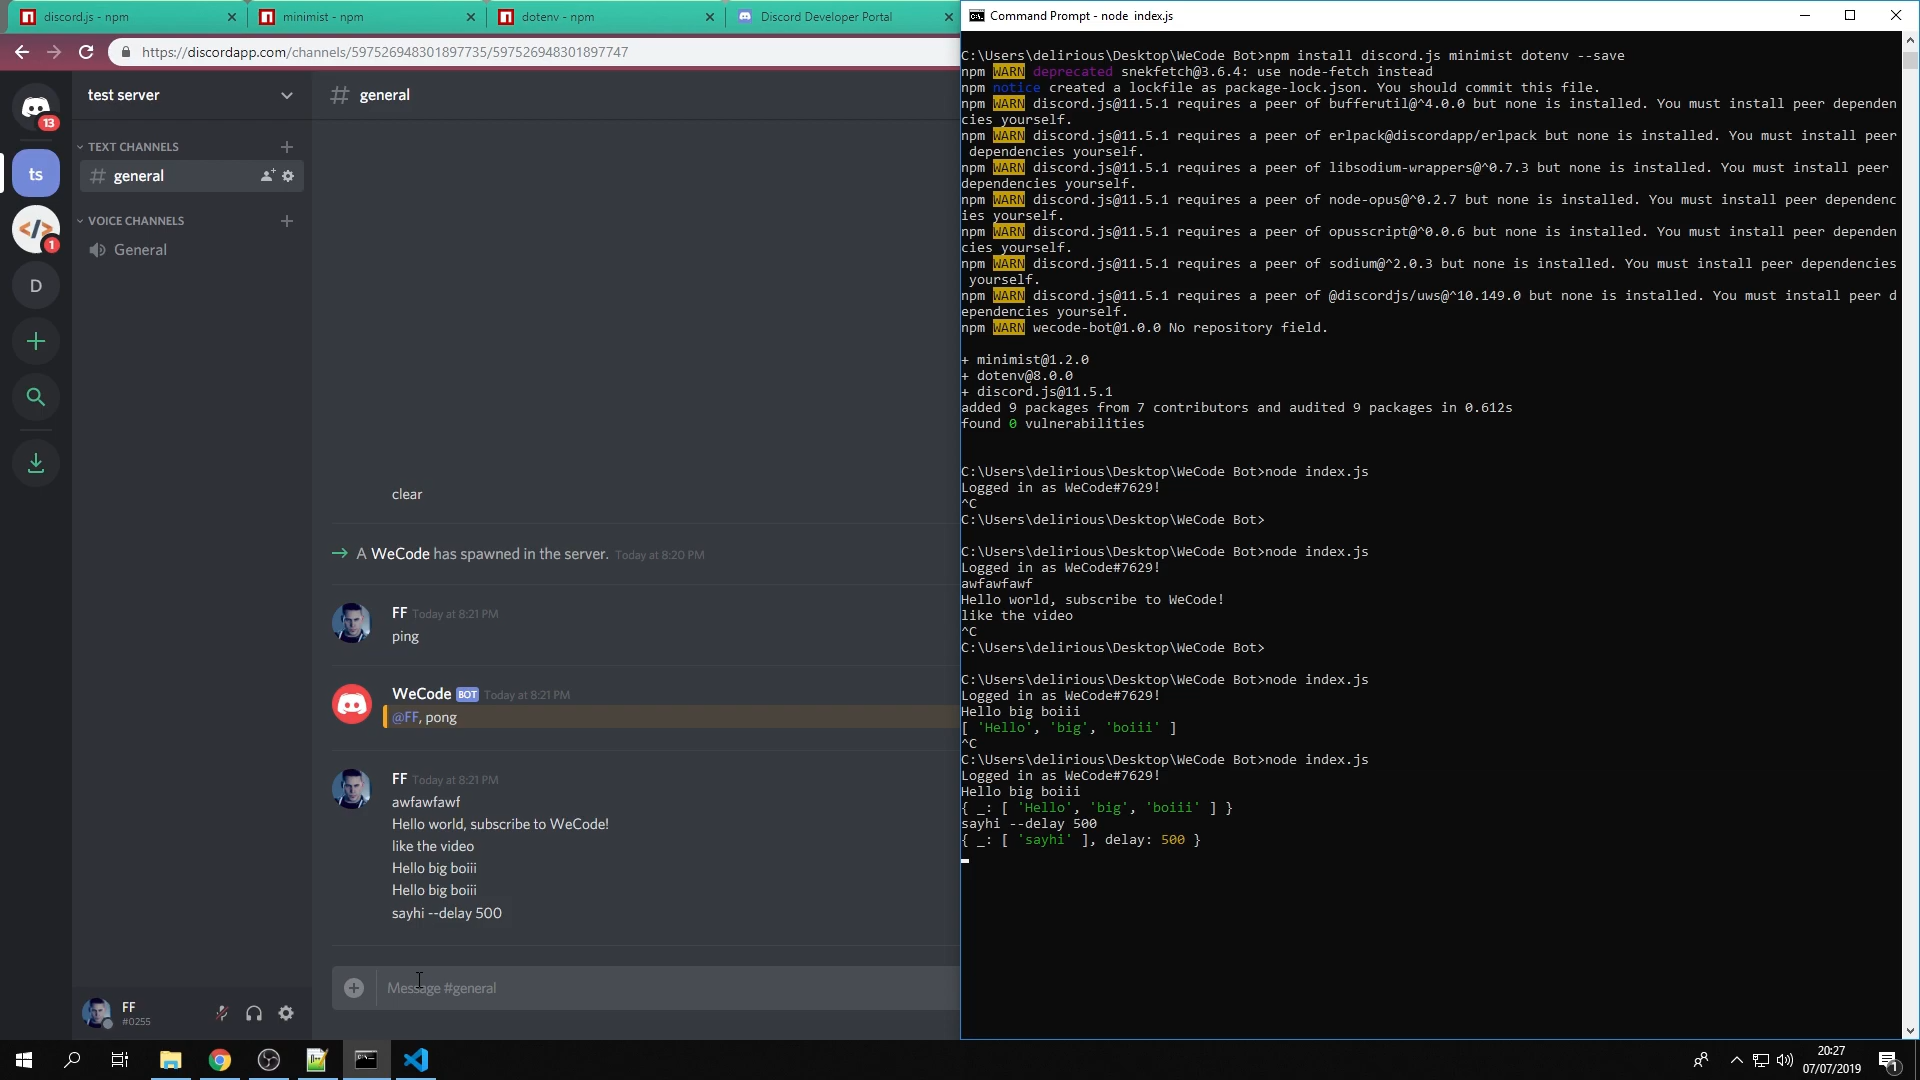 discord.js - npm
minimist - npm
dotenv - npm
Discord Developer Portal
https://discordapp.com/channels/597526948301897735/597526948301897747
13
ts
1
D
test server
TEXT CHANNELS
general
VOICE CHANNELS
General
FF
#0255
# general
clear
A WeCode has spawned in the server. Today at 8:20 PM
FF Today at 8:21 PM
ping
WeCode BOT Today at 8:21 PM
@FF, pong
FF Today at 8:21 PM
awfawfawf
Hello world, subscribe to WeCode!
like the video
Hello big boiii
Hello big boiii
sayhi --delay 500
Message #general
Command Prompt - node index.js
C:\Users\delirious\Desktop\WeCode Bot>npm install discord.js minimist dotenv --save
npm WARN deprecated snekfetch@3.6.4: use node-fetch instead
npm notice created a lockfile as package-lock.json. You should commit this file.
npm WARN discord.js@11.5.1 requires a peer of bufferutil@^4.0.0 but none is installed. You must install peer dependen
cies yourself.
npm WARN discord.js@11.5.1 requires a peer of erlpack@discordapp/erlpack but none is installed. You must install peer
dependencies yourself.
npm WARN discord.js@11.5.1 requires a peer of libsodium-wrappers@^0.7.3 but none is installed. You must install peer
dependencies yourself.
npm WARN discord.js@11.5.1 requires a peer of node-opus@^0.2.7 but none is installed. You must install peer dependenc
ies yourself.
npm WARN discord.js@11.5.1 requires a peer of opusscript@^0.0.6 but none is installed. You must install peer dependen
cies yourself.
npm WARN discord.js@11.5.1 requires a peer of sodium@^2.0.3 but none is installed. You must install peer dependencies
yourself.
npm WARN discord.js@11.5.1 requires a peer of @discordjs/uws@^10.149.0 but none is installed. You must install peer d
ependencies yourself.
npm WARN wecode-bot@1.0.0 No repository field.
+ minimist@1.2.0
+ dotenv@8.0.0
+ discord.js@11.5.1
added 9 packages from 7 contributors and audited 9 packages in 0.612s
found 0 vulnerabilities
C:\Users\delirious\Desktop\WeCode Bot>node index.js
Logged in as WeCode#7629!
^C
C:\Users\delirious\Desktop\WeCode Bot>
C:\Users\delirious\Desktop\WeCode Bot>node index.js
Logged in as WeCode#7629!
awfawfawf
Hello world, subscribe to WeCode!
like the video
^C
C:\Users\delirious\Desktop\WeCode Bot>
C:\Users\delirious\Desktop\WeCode Bot>node index.js
Logged in as WeCode#7629!
Hello big boiii
[ 'Hello', 'big', 'boiii' ]
^C
C:\Users\delirious\Desktop\WeCode Bot>node index.js
Logged in as WeCode#7629!
Hello big boiii
{ _: [ 'Hello', 'big', 'boiii' ] }
sayhi --delay 500
{ _: [ 'sayhi' ], delay: 500 }
20:27
07/07/2019
1